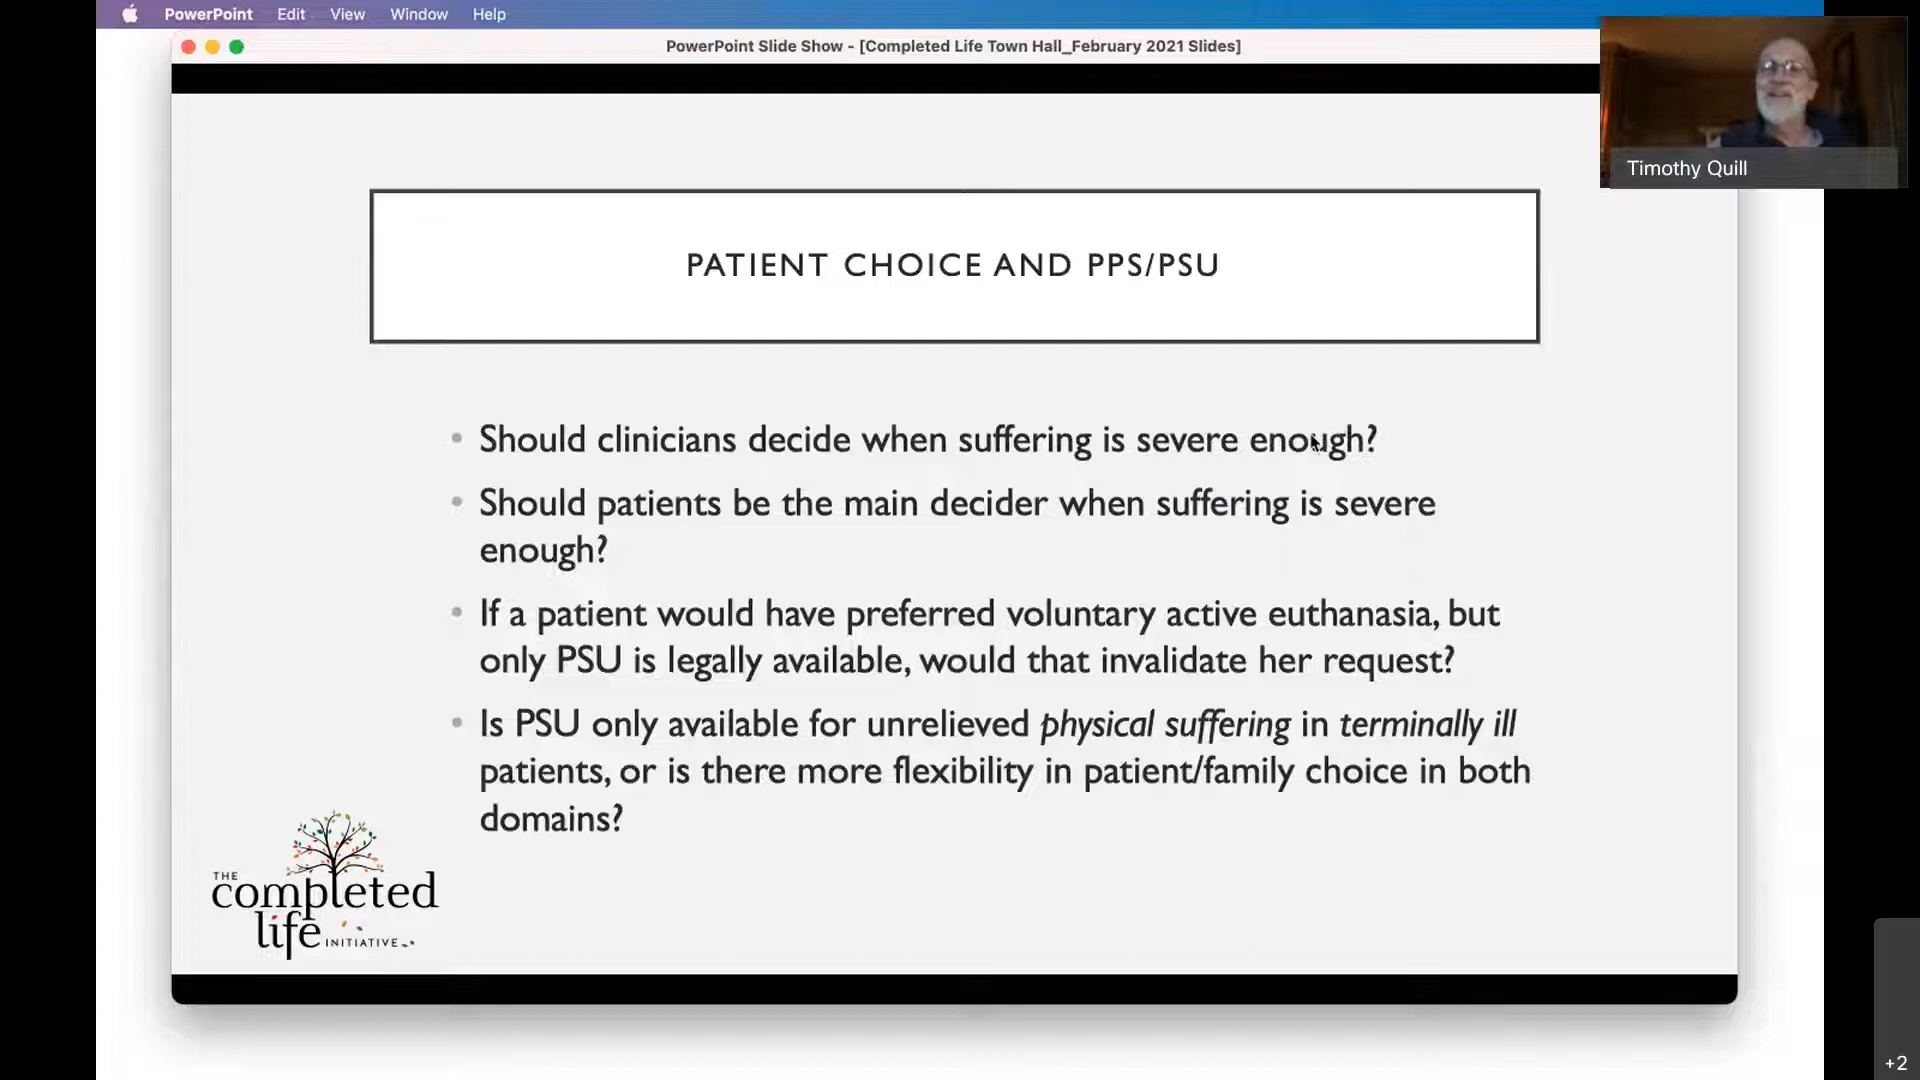 PowerPoint Edit View Window Help
PowerPoint Slide Show - [Completed Life Town Hall_February 2021 Slides]
Timothy Quill
PATIENT CHOICE AND PPS/PSU
• Should clinicians decide when suffering is severe enough?
• Should patients be the main decider when suffering is severe
enough?
• If a patient would have preferred voluntary active euthanasia, but
only PSU is legally available, would that invalidate her request?
• Is PSU only available for unrelieved physical suffering in terminally ill
patients, or is there more flexibility in patient/family choice in both
domains?
THE
completed
life INITIATIVE
+2